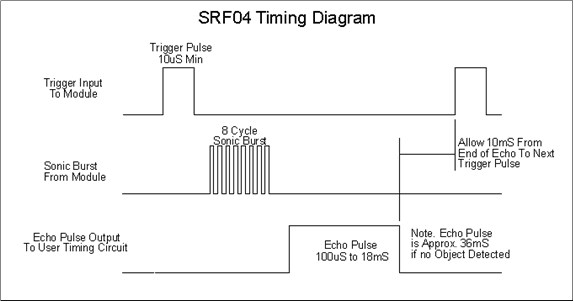 SRF04 Timing Diagram
Trigger Pulse
10uS Min
Trigger Input
To Module
8 Cycle
Sonic Burst
Allow 10mS From
End of Echo To Next
Trigger Pulse
Sonic Burst
From Module
Echo Pulse Output
To User Timing Circuit
Echo Pulse
100uS to 18mS
Note. Echo Pulse
is Approx. 36mS
if no Object Detected